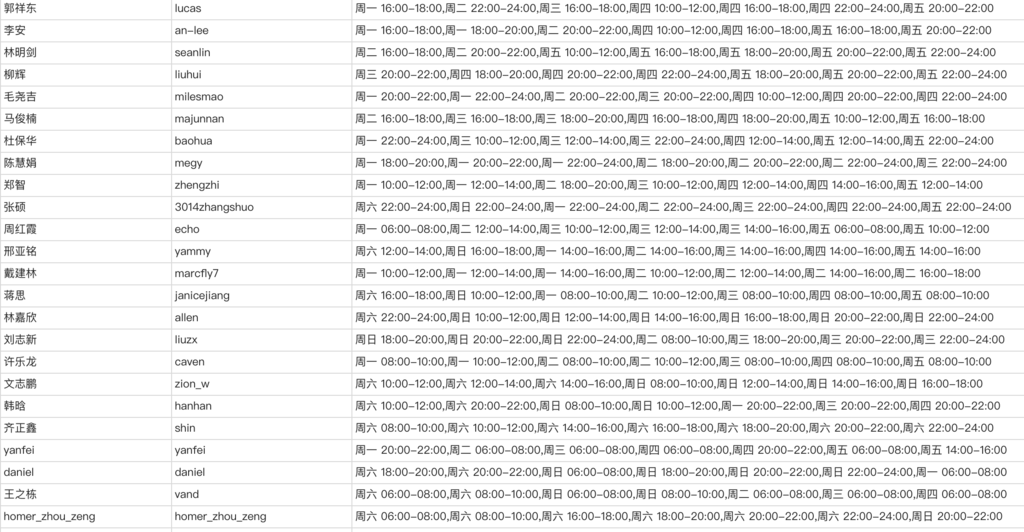 郭祥东 lucas 周一 16:00-18:00,周二 22:00-24:00,周三 16:00-18:00,周四 10:00-12:00,周四 16:00-18:00,周四 22:00-24:00,周五 20:00-22:00
李安 an-lee 周一 16:00-18:00,周一 18:00-20:00,周二 20:00-22:00,周四 10:00-12:00,周四 16:00-18:00,周五 16:00-18:00,周五 20:00-22:00
林明剑 seanlin 周二 16:00-18:00,周二 20:00-22:00,周五 10:00-12:00,周五 16:00-18:00,周五 18:00-20:00,周五 20:00-22:00,周五 22:00-24:00
柳辉 liuhui 周三 20:00-22:00,周四 18:00-20:00,周四 20:00-22:00,周四 22:00-24:00,周五 18:00-20:00,周五 20:00-22:00,周五 22:00-24:00
毛尧吉 milesmao 周一 20:00-22:00,周一 22:00-24:00,周二 20:00-22:00,周三 20:00-22:00,周四 10:00-12:00,周四 20:00-22:00,周四 22:00-24:00
马俊楠 majunnan 周二 16:00-18:00,周三 16:00-18:00,周三 18:00-20:00,周四 16:00-18:00,周四 18:00-20:00,周五 10:00-12:00,周五 16:00-18:00
杜保华 baohua 周一 22:00-24:00,周三 10:00-12:00,周三 12:00-14:00,周三 22:00-24:00,周四 12:00-14:00,周五 12:00-14:00,周五 22:00-24:00
陈慧娟 megy 周一 18:00-20:00,周一 20:00-22:00,周一 22:00-24:00,周二 18:00-20:00,周二 20:00-22:00,周二 22:00-24:00,周三 22:00-24:00
郑智 zhengzhi 周一 10:00-12:00,周一 12:00-14:00,周二 18:00-20:00,周三 10:00-12:00,周四 12:00-14:00,周四 14:00-16:00,周五 12:00-14:00
张硕 3014zhangshuo 周六 22:00-24:00,周日 22:00-24:00,周一 22:00-24:00,周二 22:00-24:00,周三 22:00-24:00,周四 22:00-24:00,周五 22:00-24:00
周红霞 echo 周一 06:00-08:00,周二 12:00-14:00,周三 10:00-12:00,周三 12:00-14:00,周三 14:00-16:00,周五 06:00-08:00,周五 10:00-12:00
邢亚铭 yammy 周六 12:00-14:00,周日 16:00-18:00,周一 14:00-16:00,周二 14:00-16:00,周三 14:00-16:00,周四 14:00-16:00,周五 14:00-16:00
戴建林 marcfly7 周一 10:00-12:00,周一 12:00-14:00,周一 14:00-16:00,周二 10:00-12:00,周二 12:00-14:00,周二 14:00-16:00,周二 16:00-18:00
蒋思 janicejiang 周六 16:00-18:00,周日 10:00-12:00,周一 08:00-10:00,周二 10:00-12:00,周三 08:00-10:00,周四 08:00-10:00,周五 08:00-10:00
林嘉欣 allen 周六 22:00-24:00,周日 10:00-12:00,周日 12:00-14:00,周日 14:00-16:00,周日 16:00-18:00,周日 20:00-22:00,周日 22:00-24:00
刘志新 liuzx 周日 18:00-20:00,周日 20:00-22:00,周日 22:00-24:00,周二 08:00-10:00,周三 18:00-20:00,周三 20:00-22:00,周三 22:00-24:00
许乐龙 caven 周一 08:00-10:00,周一 10:00-12:00,周二 08:00-10:00,周二 10:00-12:00,周三 08:00-10:00,周四 08:00-10:00,周五 08:00-10:00
文志鹏 zion_w 周六 10:00-12:00,周六 12:00-14:00,周六 14:00-16:00,周日 08:00-10:00,周日 12:00-14:00,周日 14:00-16:00,周日 16:00-18:00
韩晗 hanhan 周六 10:00-12:00,周六 20:00-22:00,周日 08:00-10:00,周日 10:00-12:00,周一 20:00-22:00,周三 20:00-22:00,周四 20:00-22:00
齐正鑫 shin 周六 08:00-10:00,周六 10:00-12:00,周六 14:00-16:00,周六 16:00-18:00,周六 18:00-20:00,周六 20:00-22:00,周六 22:00-24:00
yanfei yanfei 周一 20:00-22:00,周二 06:00-08:00,周三 06:00-08:00,周四 06:00-08:00,周四 20:00-22:00,周五 06:00-08:00,周五 14:00-16:00
daniel daniel 周六 18:00-20:00,周六 20:00-22:00,周日 06:00-08:00,周日 18:00-20:00,周日 20:00-22:00,周日 22:00-24:00,周一 06:00-08:00
王之栋 vand 周六 06:00-08:00,周六 08:00-10:00,周日 06:00-08:00,周日 08:00-10:00,周二 06:00-08:00,周三 06:00-08:00,周四 06:00-08:00
homer_zhou_zeng homer_zhou_zeng 周六 06:00-08:00,周六 08:00-10:00,周六 16:00-18:00,周六 18:00-20:00,周六 20:00-22:00,周六 22:00-24:00,周日 20:00-22:00